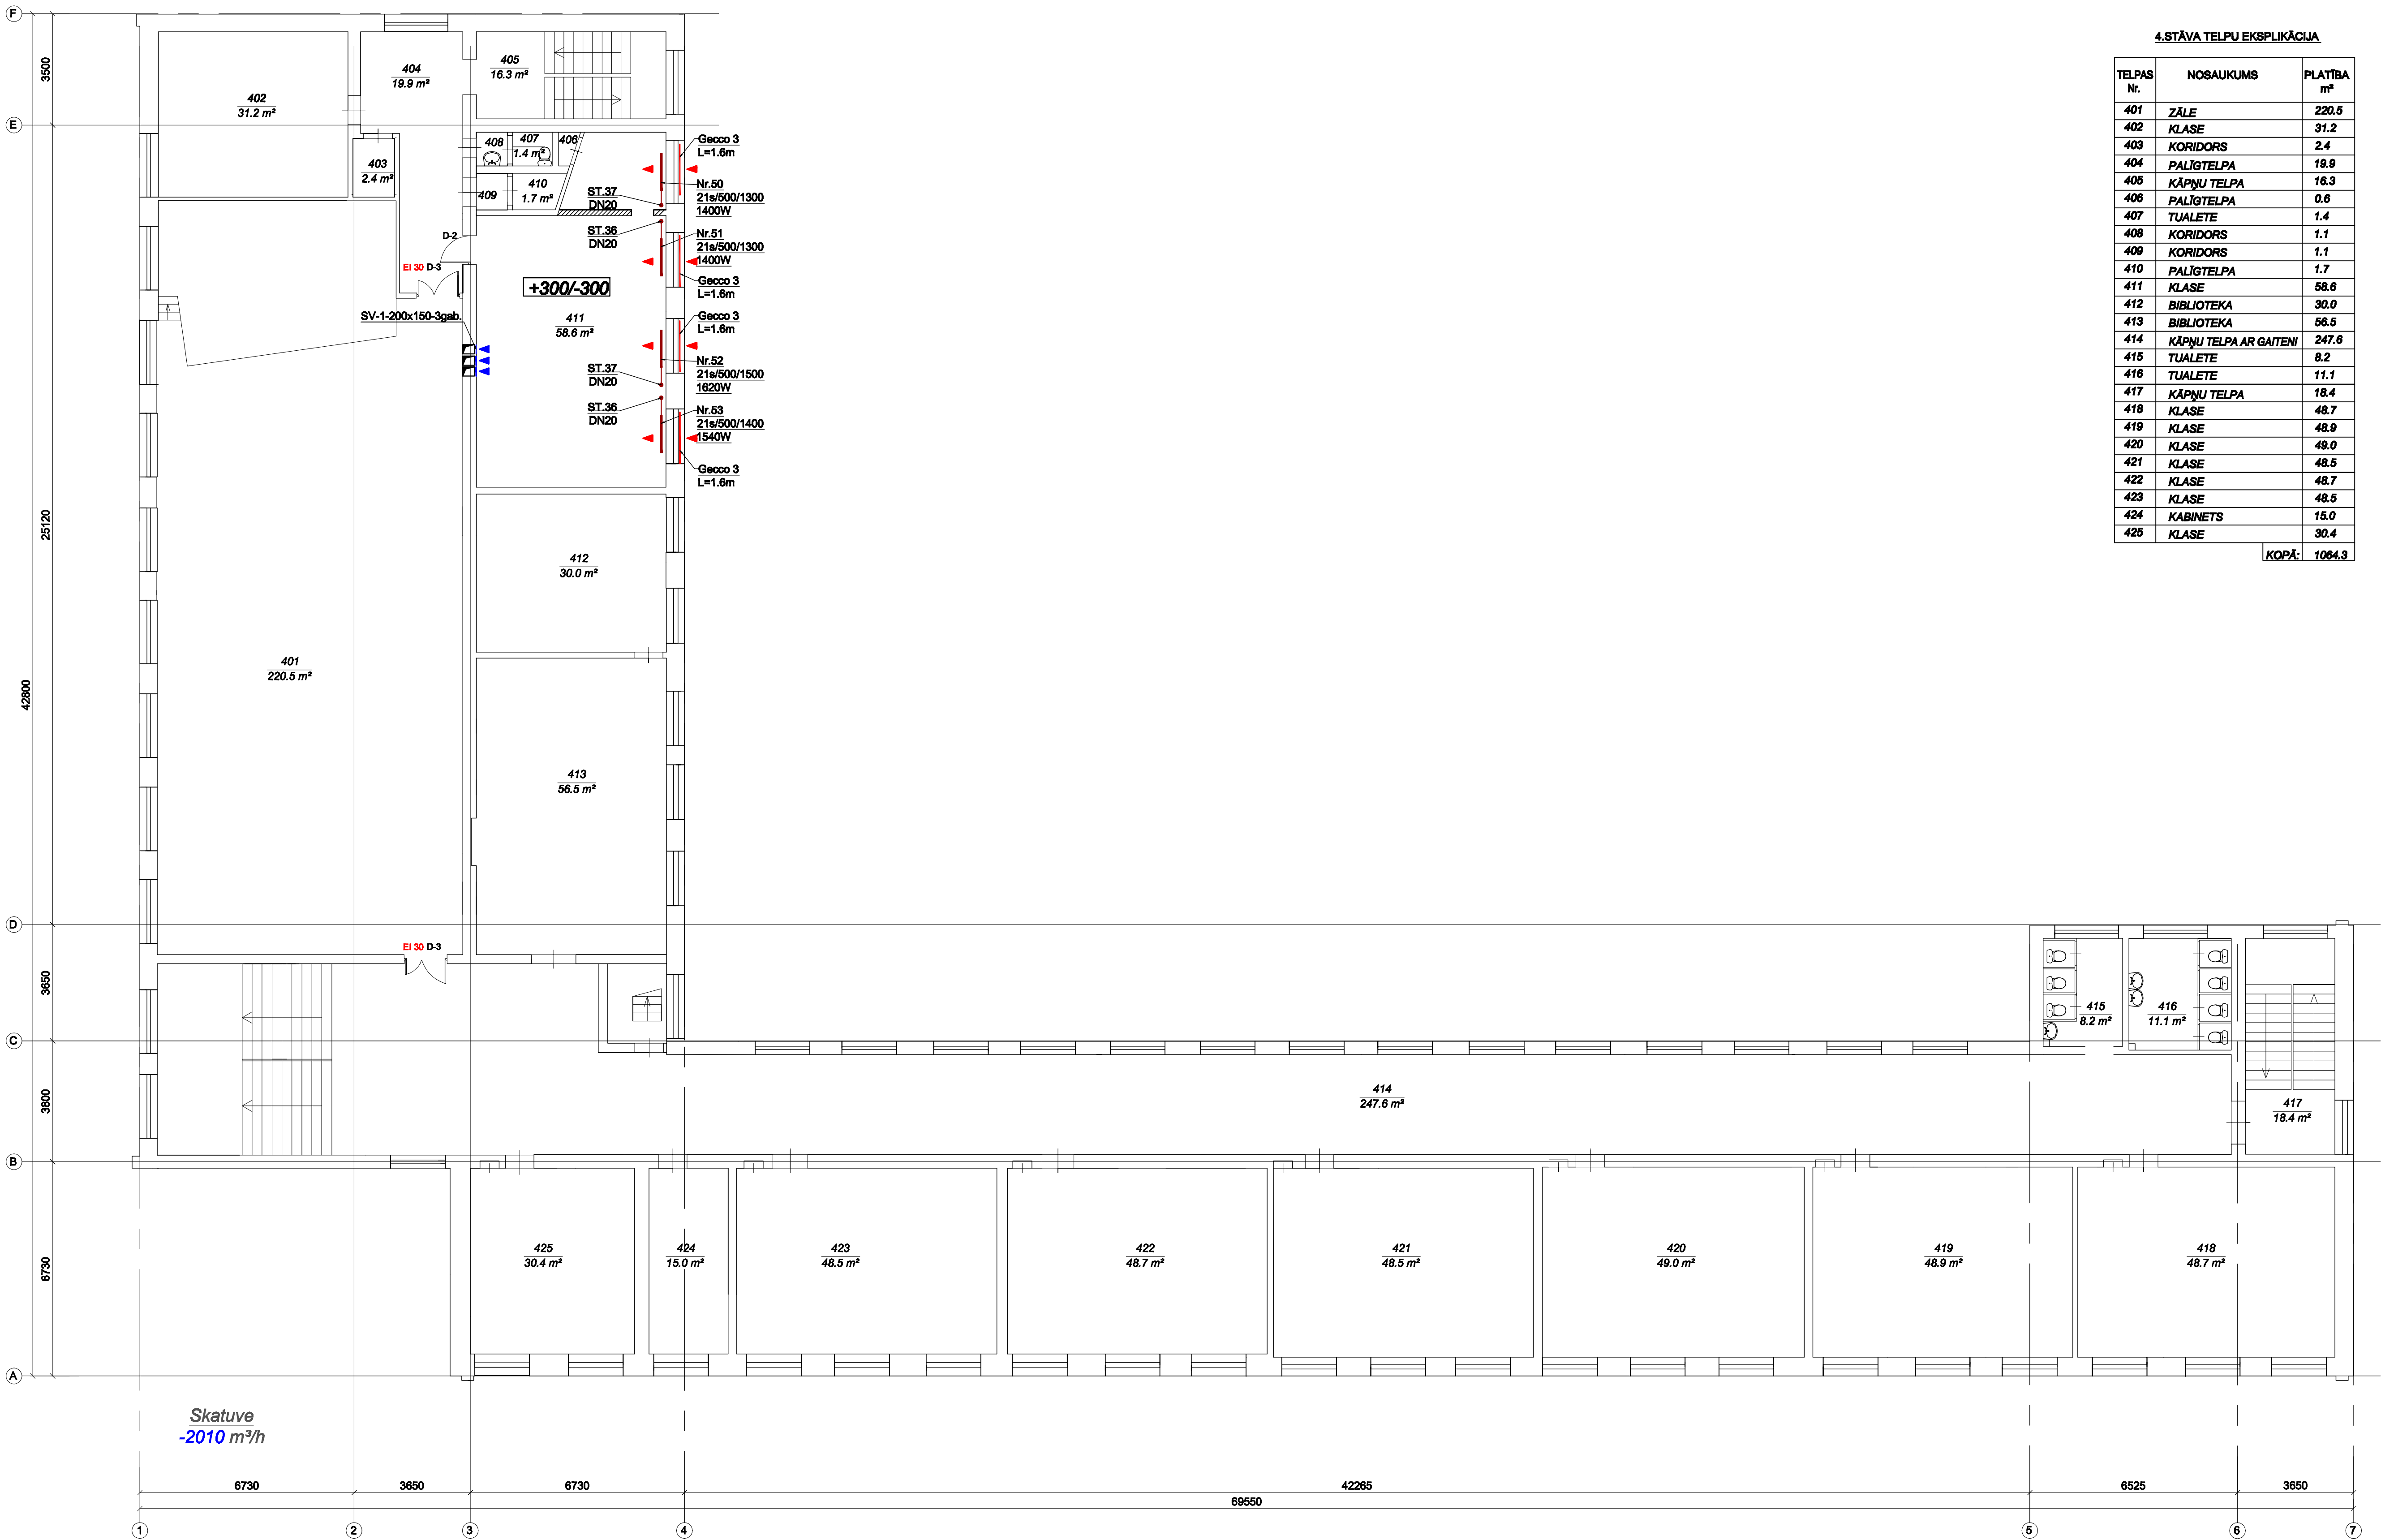 4.STĀVA TELPU EKSPLIKĀCIJA
TELPAS Nr. NOSAUKUMS PLATĪBA m²
401 ZĀLE 220.5
402 KLASE 31.2
403 KORIDORS 2.4
404 PALĪGTELPA 19.9
405 KĀPŅU TELPA 16.3
406 PALĪGTELPA 0.6
407 TUALETE 1.4
408 KORIDORS 1.1
409 KORIDORS 1.1
410 PALĪGTELPA 1.7
411 KLASE 58.6
412 BIBLIOTEKA 30.0
413 BIBLIOTEKA 56.5
414 KĀPŅU TELPA AR GAITENI 247.6
415 TUALETE 8.2
416 TUALETE 11.1
417 KĀPŅU TELPA 18.4
418 KLASE 48.7
419 KLASE 48.9
420 KLASE 49.0
421 KLASE 48.5
422 KLASE 48.7
423 KLASE 48.5
424 KABINETS 15.0
425 KLASE 30.4
KOPĀ: 1064.3
F
E
D
C
B
A
3500
25120
42800
3650
3800
6730
402
31.2 m²
404
19.9 m²
405
16.3 m²
403
2.4 m²
408
407
1.4 m²
406
409
410
1.7 m²
Gecco 3
L=1.6m
Nr.50
21s/500/1300
1400W
ST.37
DN20
ST.36
DN20
Nr.51
21s/500/1300
1400W
Gecco 3
L=1.6m
Gecco 3
L=1.6m
Nr.52
21s/500/1500
1620W
ST.37
DN20
ST.36
DN20
Nr.53
21s/500/1400
1540W
Gecco 3
L=1.6m
D-2
EI 30 D-3
SV-1-200x150-3gab.
+300/-300
411
58.6 m²
412
30.0 m²
401
220.5 m²
413
56.5 m²
EI 30 D-3
415
8.2 m²
416
11.1 m²
414
247.6 m²
417
18.4 m²
425
30.4 m²
424
15.0 m²
423
48.5 m²
422
48.7 m²
421
48.5 m²
420
49.0 m²
419
48.9 m²
418
48.7 m²
Skatuve
-2010 m³/h
6730 3650 6730 42265 6525 3650
69550
1 2 3 4 5 6 7